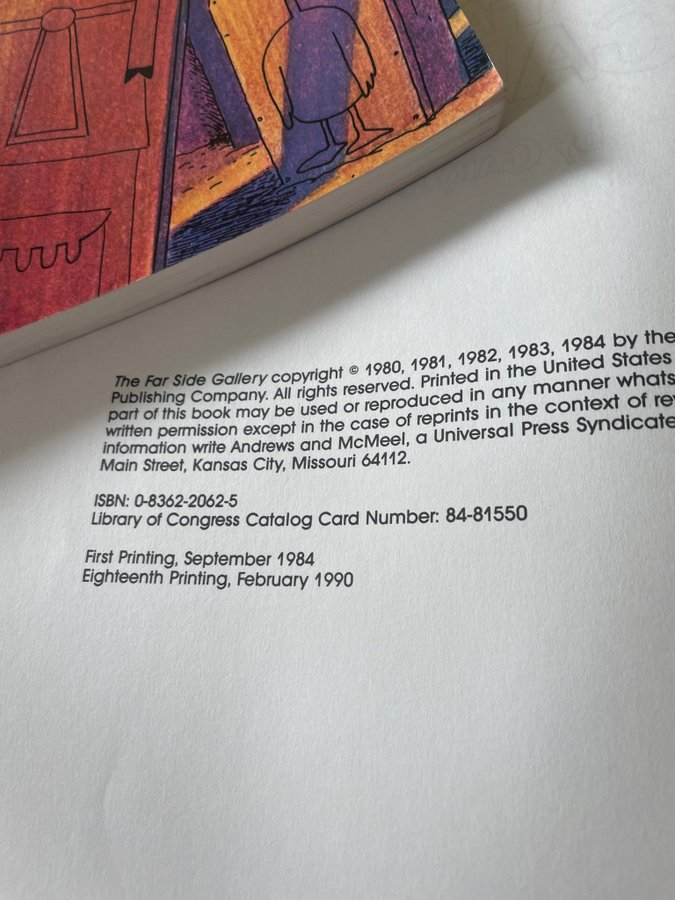 The Far Side Gallery copyright © 1980, 1981, 1982, 1983, 1984 by the
Publishing Company. All rights reserved. Printed in the United States
part of this book may be used or reproduced in any manner whats
written permission except in the case of reprints in the context of re
information write Andrews and McMeel, a Universal Press Syndicate
Main Street, Kansas City, Missouri 64112.
ISBN: 0-8362-2062-5
Library of Congress Catalog Card Number: 84-81550
First Printing, September 1984
Eighteenth Printing, February 1990